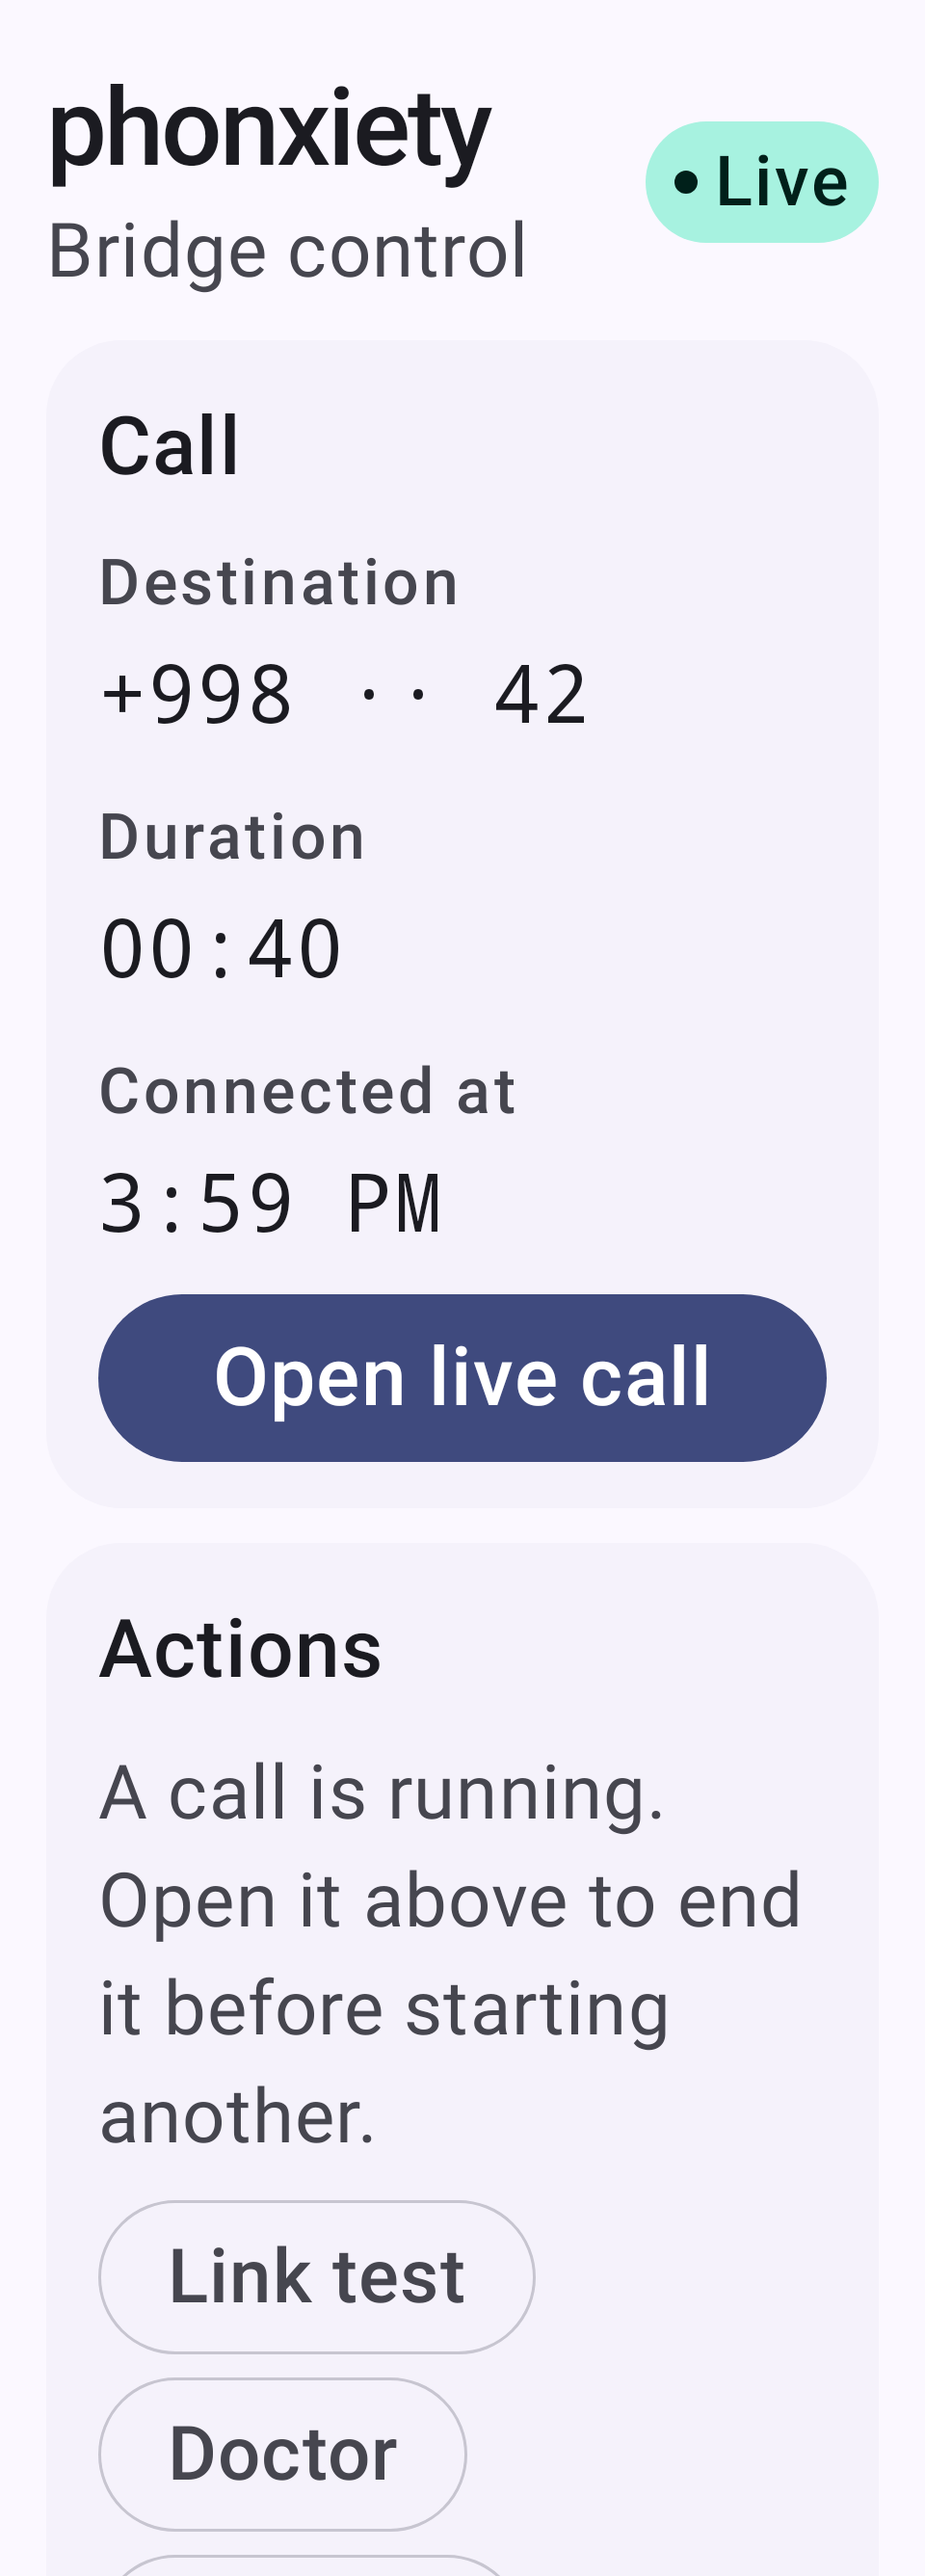 phonxiety
Bridge control
• Live
Call
Destination
+998 ·· 42
Duration
00:40
Connected at
3:59 PM
Open live call
Actions
A call is running.
Open it above to end
it before starting
another.
Link test
Doctor